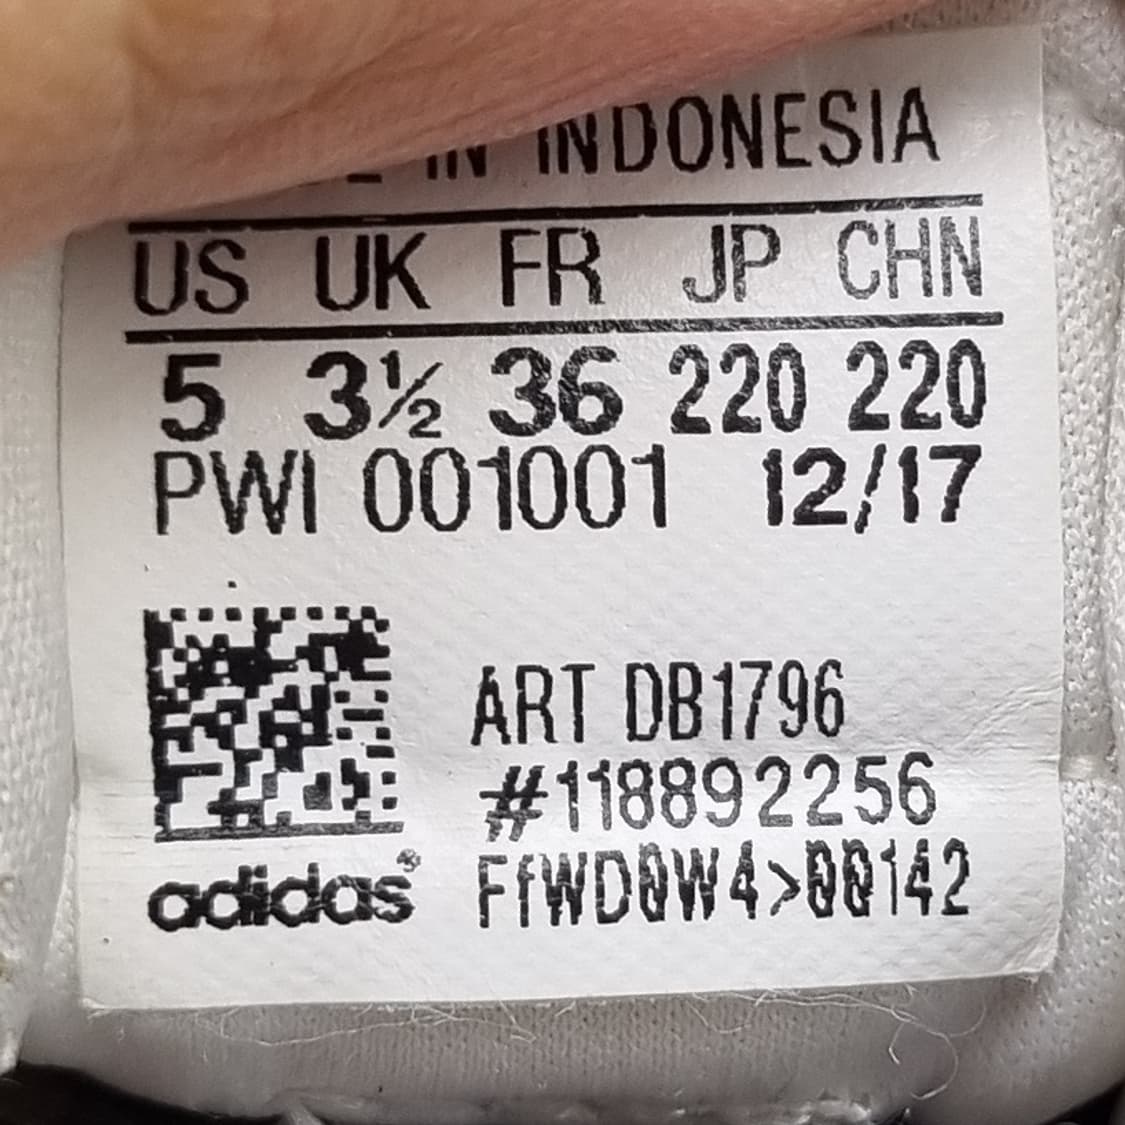 IN INDONESIA
US UK FR JP CHN
5 3½ 36 220 220
PWI 001001 12/17
ART DB1796
#118892256
adidas®
FfWD0W4>00142